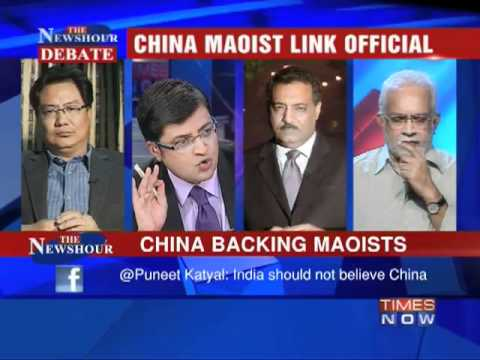 THE
NEWSHOUR
DEBATE
CHINA MAOIST LINK OFFICIAL
THE
NEWSHOUR
CHINA BACKING MAOISTS
f
@Puneet Katyal: India should not believe China
TIMES
NOW